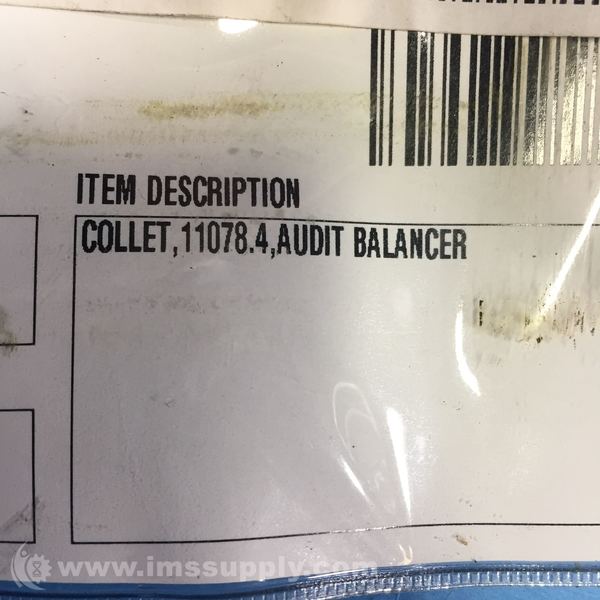 ITEM DESCRIPTION
COLLET,11078.4,AUDIT BALANCER
www.imssupply.com